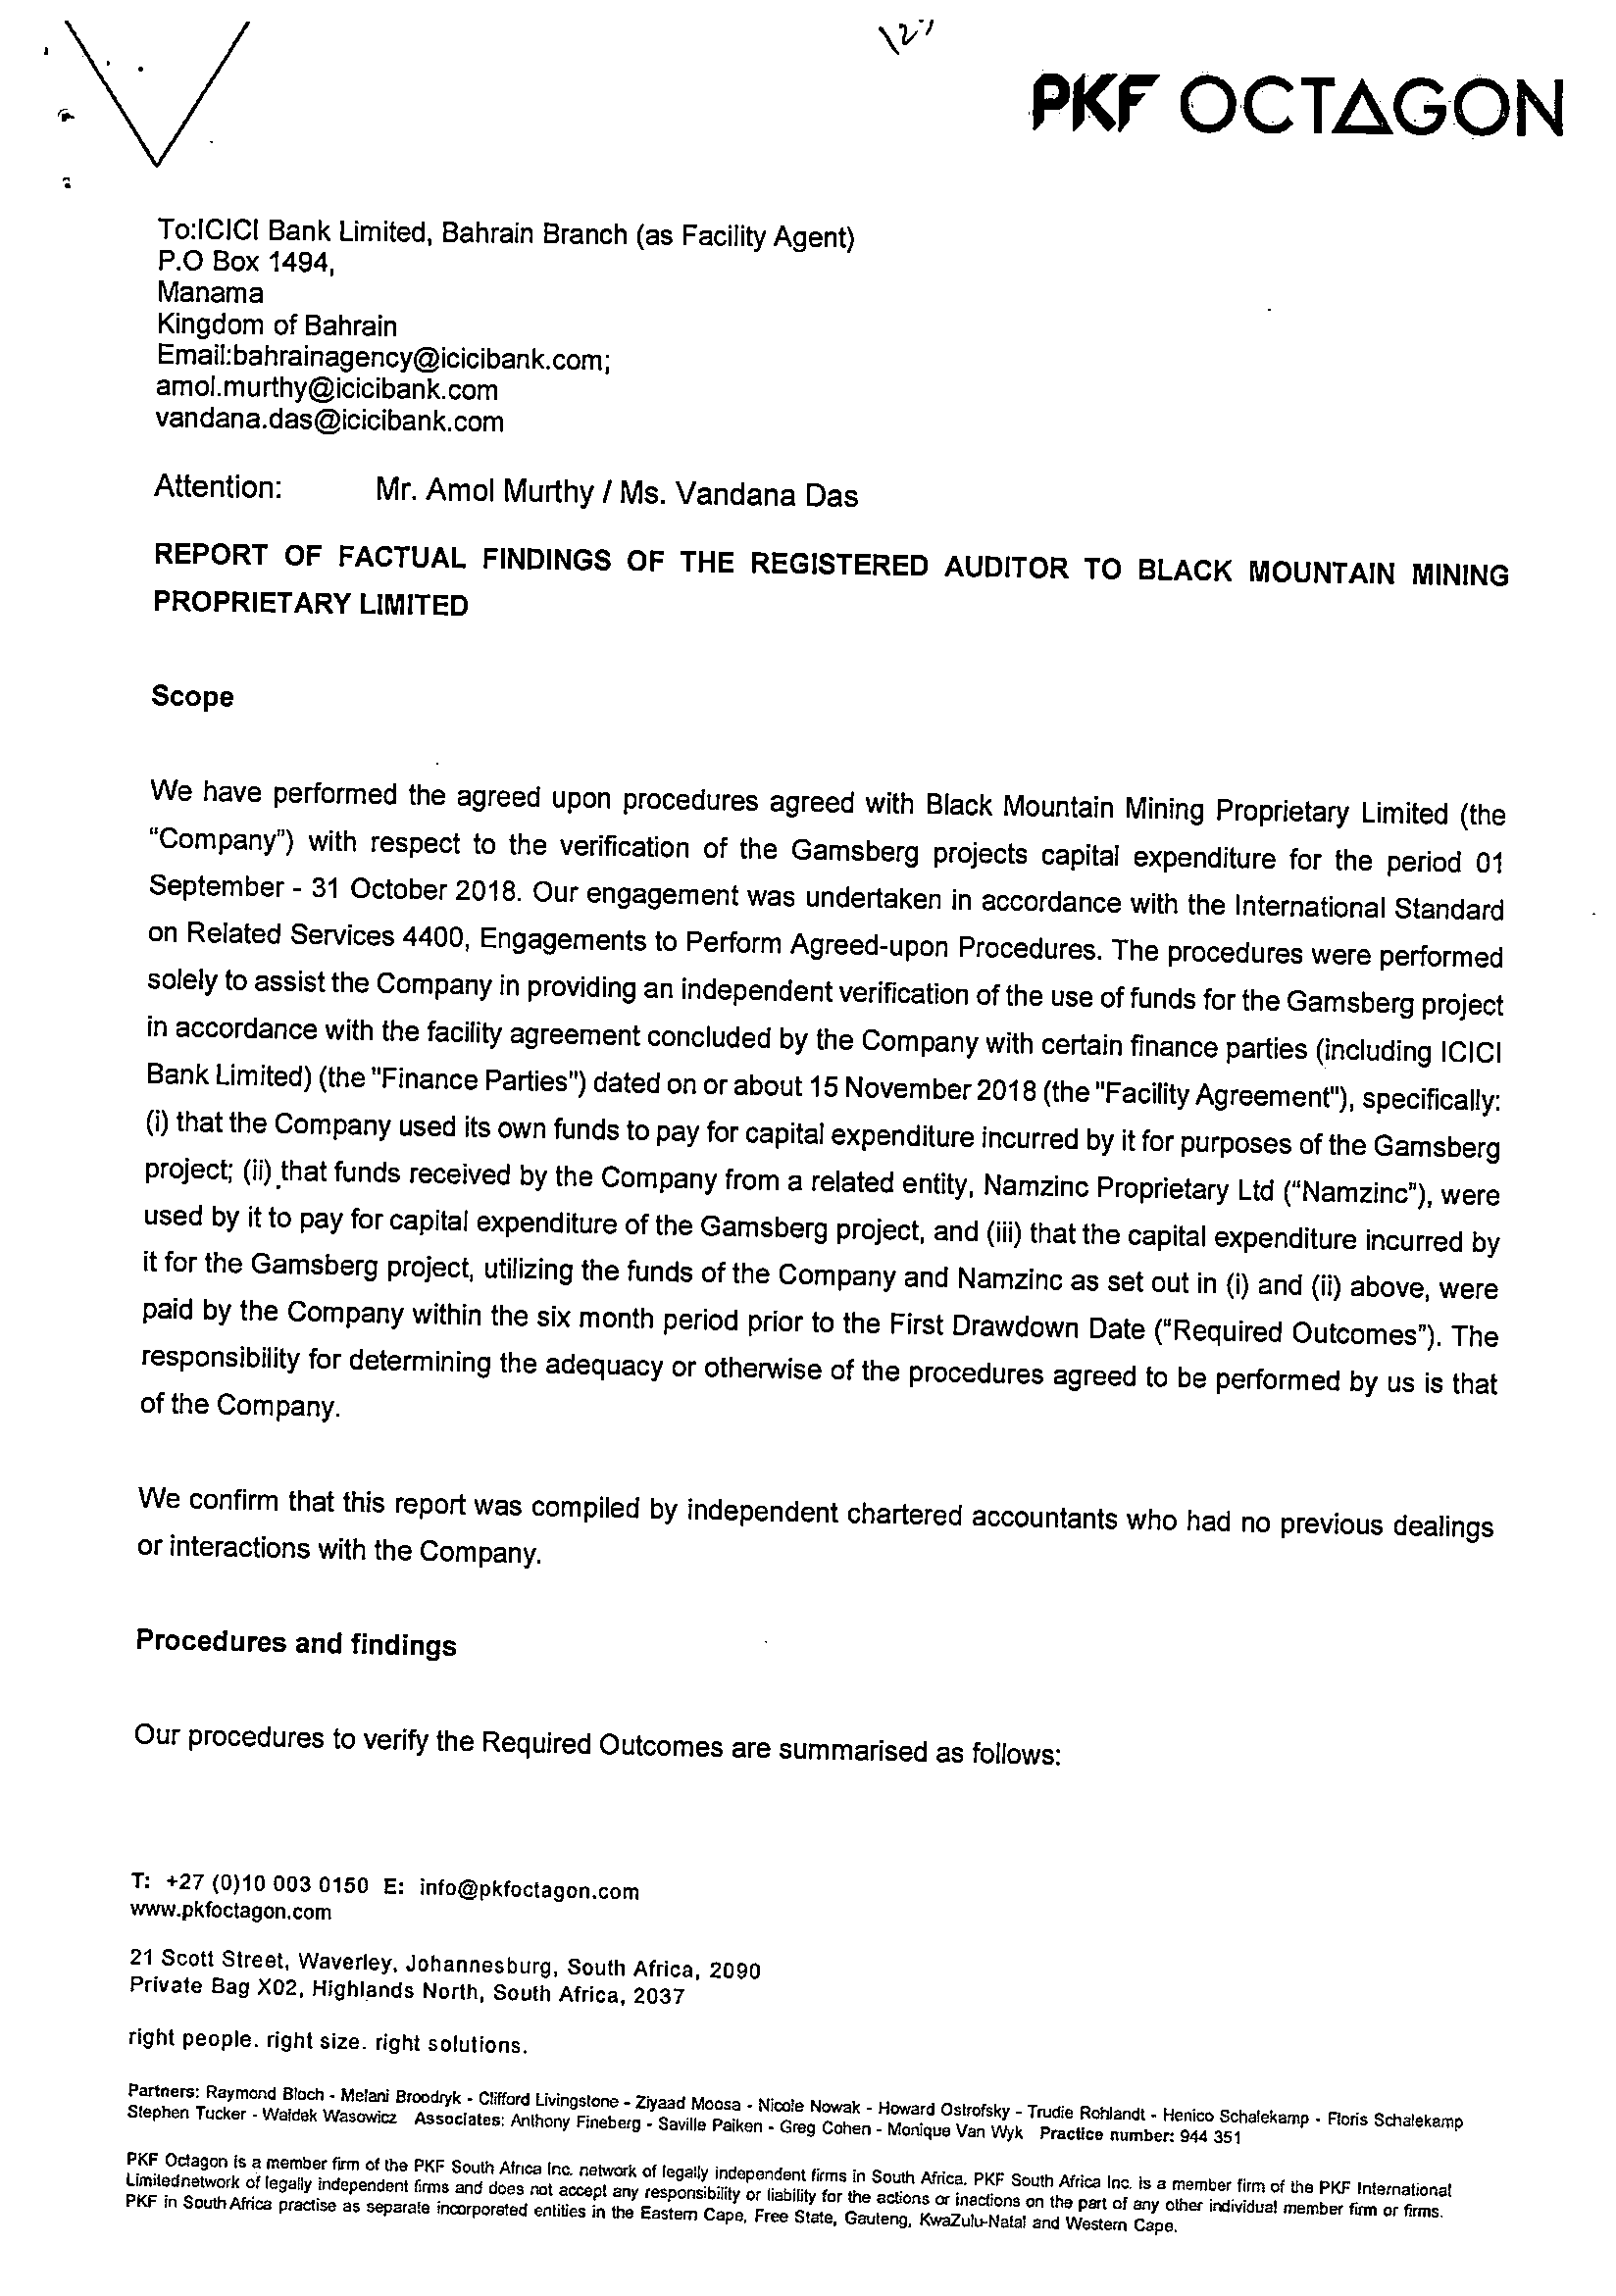 PKF OCTAGON
To:ICICI Bank Limited, Bahrain Branch (as Facility Agent)
P.O Box 1494,
Manama
Kingdom of Bahrain
Email:bahrainagency@icicibank.com;
amol.murthy@icicibank.com
vandana.das@icicibank.com
Attention: Mr. Amol Murthy / Ms. Vandana Das
REPORT OF FACTUAL FINDINGS OF THE REGISTERED AUDITOR TO BLACK MOUNTAIN MINING
PROPRIETARY LIMITED
Scope
We have performed the agreed upon procedures agreed with Black Mountain Mining Proprietary Limited (the
"Company") with respect to the verification of the Gamsberg projects capital expenditure for the period 01
September - 31 October 2018. Our engagement was undertaken in accordance with the International Standard
on Related Services 4400, Engagements to Perform Agreed-upon Procedures. The procedures were performed
solely to assist the Company in providing an independent verification of the use of funds for the Gamsberg project
in accordance with the facility agreement concluded by the Company with certain finance parties (including ICICI
Bank Limited) (the "Finance Parties") dated on or about 15 November 2018 (the "Facility Agreement"), specifically:
(i) that the Company used its own funds to pay for capital expenditure incurred by it for purposes of the Gamsberg
project; (ii) that funds received by the Company from a related entity, Namzinc Proprietary Ltd ("Namzinc"), were
used by it to pay for capital expenditure of the Gamsberg project, and (iii) that the capital expenditure incurred by
it for the Gamsberg project, utilizing the funds of the Company and Namzinc as set out in (i) and (ii) above, were
paid by the Company within the six month period prior to the First Drawdown Date ("Required Outcomes"). The
responsibility for determining the adequacy or otherwise of the procedures agreed to be performed by us is that
of the Company.
We confirm that this report was compiled by independent chartered accountants who had no previous dealings
or interactions with the Company.
Procedures and findings
Our procedures to verify the Required Outcomes are summarised as follows:
T: +27 (0)10 003 0150 E: info@pkfoctagon.com
www.pkfoctagon.com
21 Scott Street, Waverley, Johannesburg, South Africa, 2090
Private Bag X02, Highlands North, South Africa, 2037
right people. right size. right solutions.
Partners: Raymond Bloch - Melani Broodryk - Clifford Livingstone - Ziyaad Moosa - Nicole Nowak - Howard Ostrofsky - Trudie Rohlandt - Henico Schalekamp - Floris Schalekamp
Stephen Tucker - Waldek Wasowicz Associates: Anthony Fineberg - Saville Paiken - Greg Cohen - Monique Van Wyk Practice number: 944 351
PKF Octagon is a member firm of the PKF South Africa Inc. network of legally independent firms in South Africa. PKF South Africa Inc. is a member firm of the PKF International
Limitednetwork of legally independent firms and does not accept any responsibility or liability for the actions or inactions on the part of any other individual member firm or firms.
PKF in South Africa practise as separate incorporated entities in the Eastern Cape, Free State, Gauteng, KwaZulu-Natal and Western Cape.